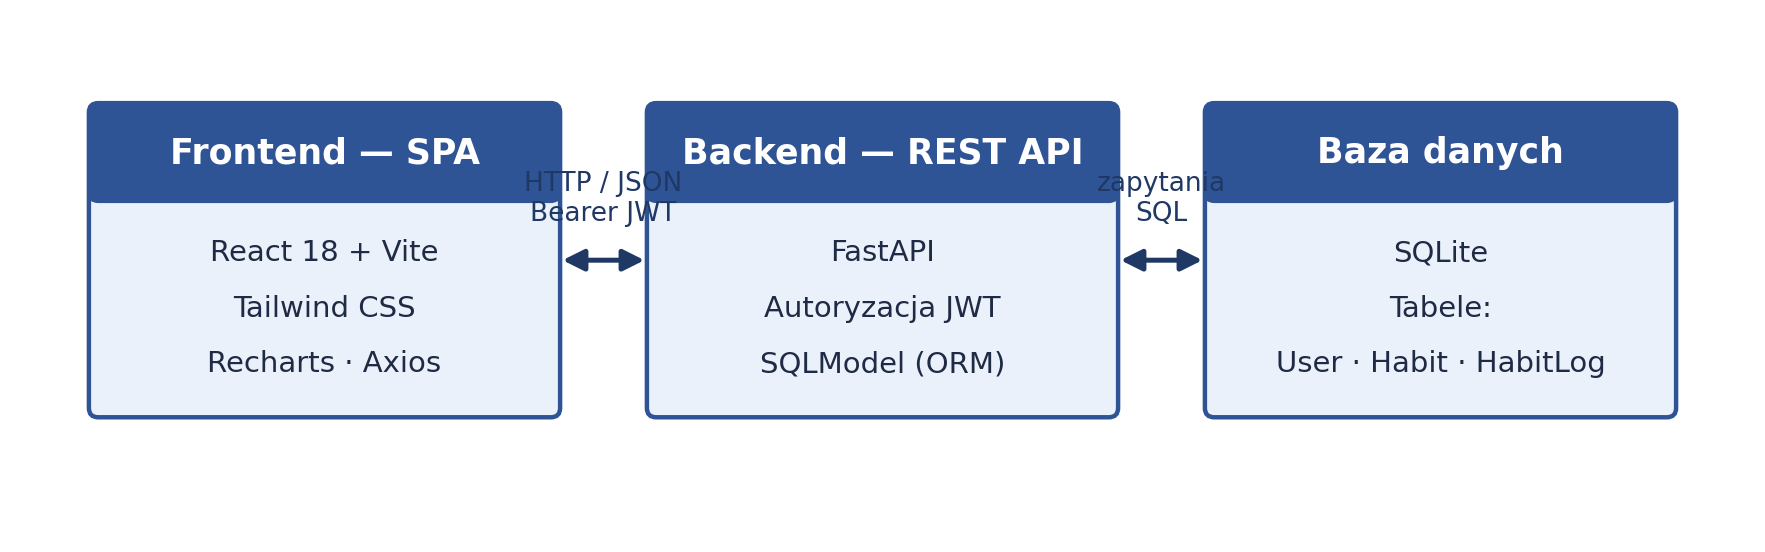 Frontend — SPA
React 18 + Vite
Tailwind CSS
Recharts · Axios
HTTP / JSON
Bearer JWT
Backend — REST API
FastAPI
Autoryzacja JWT
SQLModel (ORM)
zapytania
SQL
Baza danych
SQLite
Tabele:
User · Habit · HabitLog